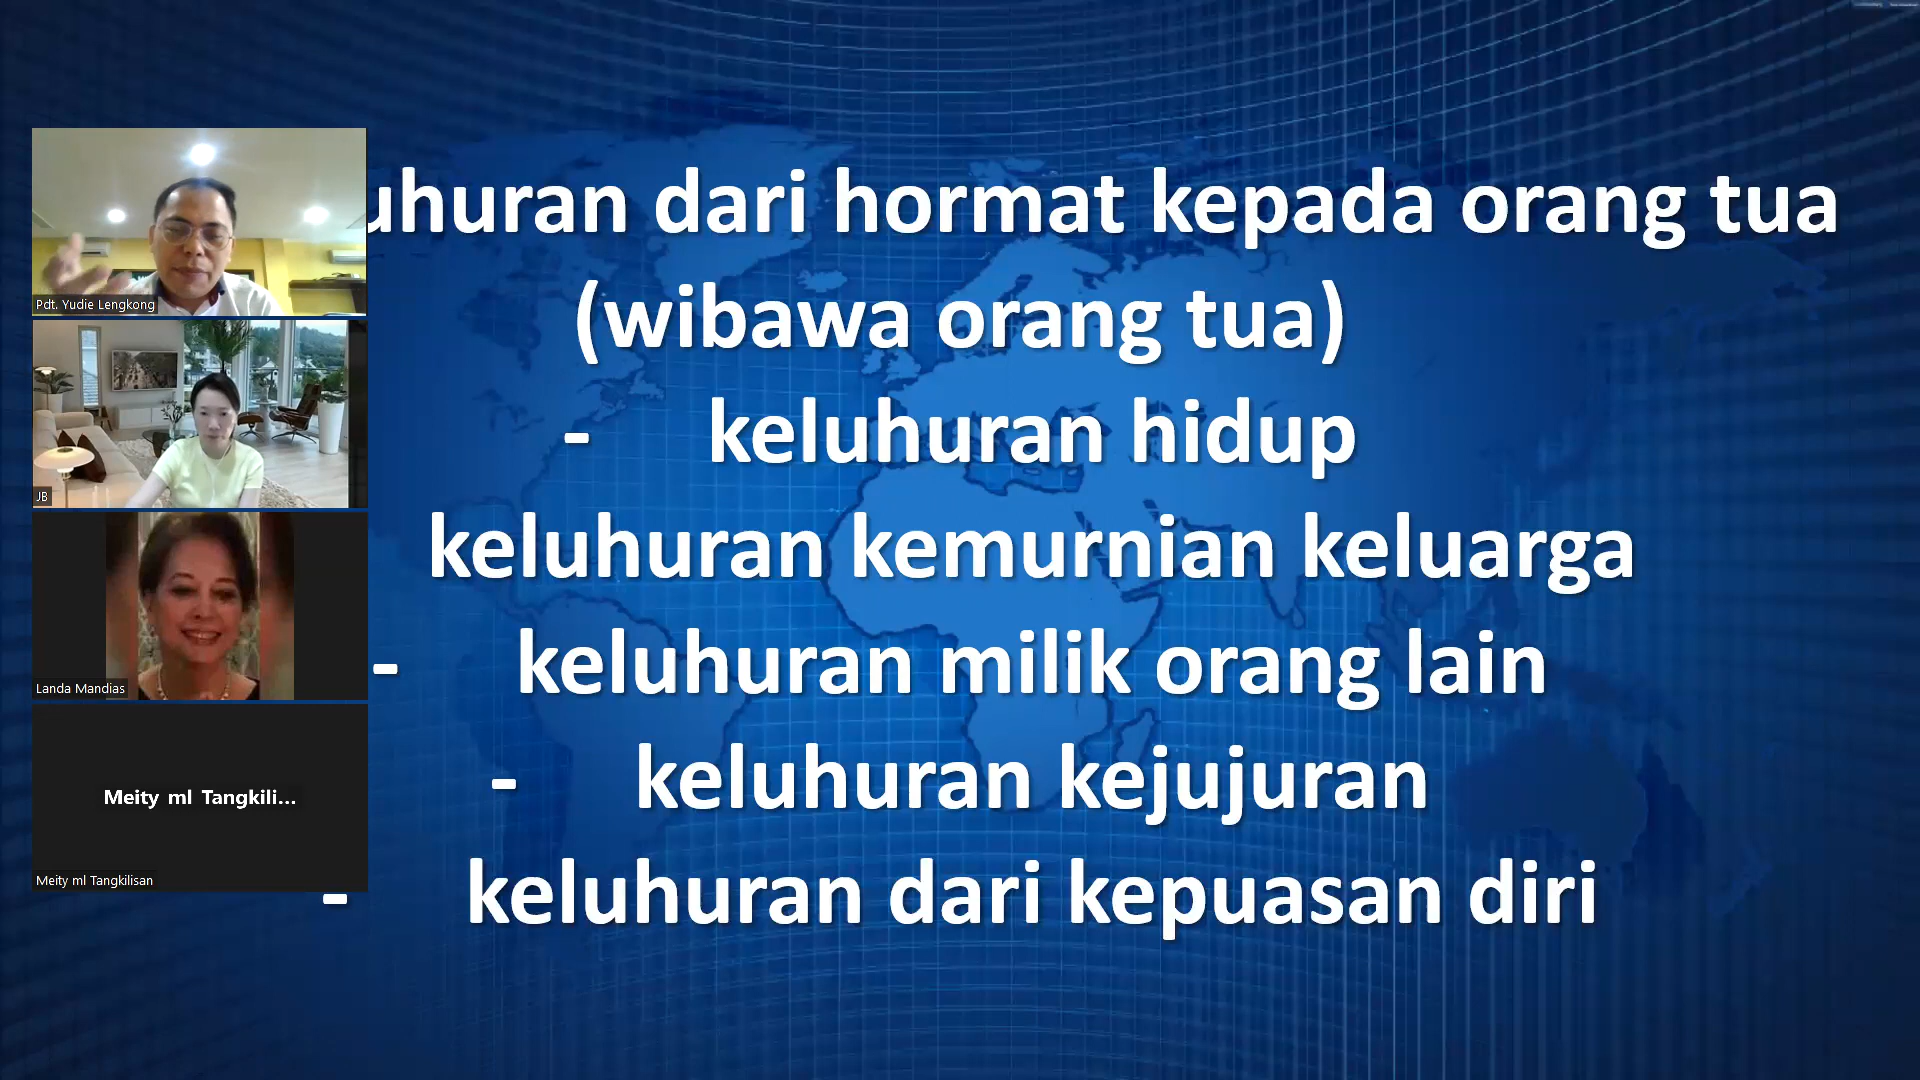 dari hormat kepada orang tua
(wibawa orang tua)
- keluhuran hidup
keluhuran kemurnian keluarga
- keluhuran milik orang lain
- keluhuran kejujuran
- keluhuran dari kepuasan diri
Pdt. Yudie Lengkong
JB
Landa Mandias
Meity ml Tangkili...
Meity ml Tangkilisan